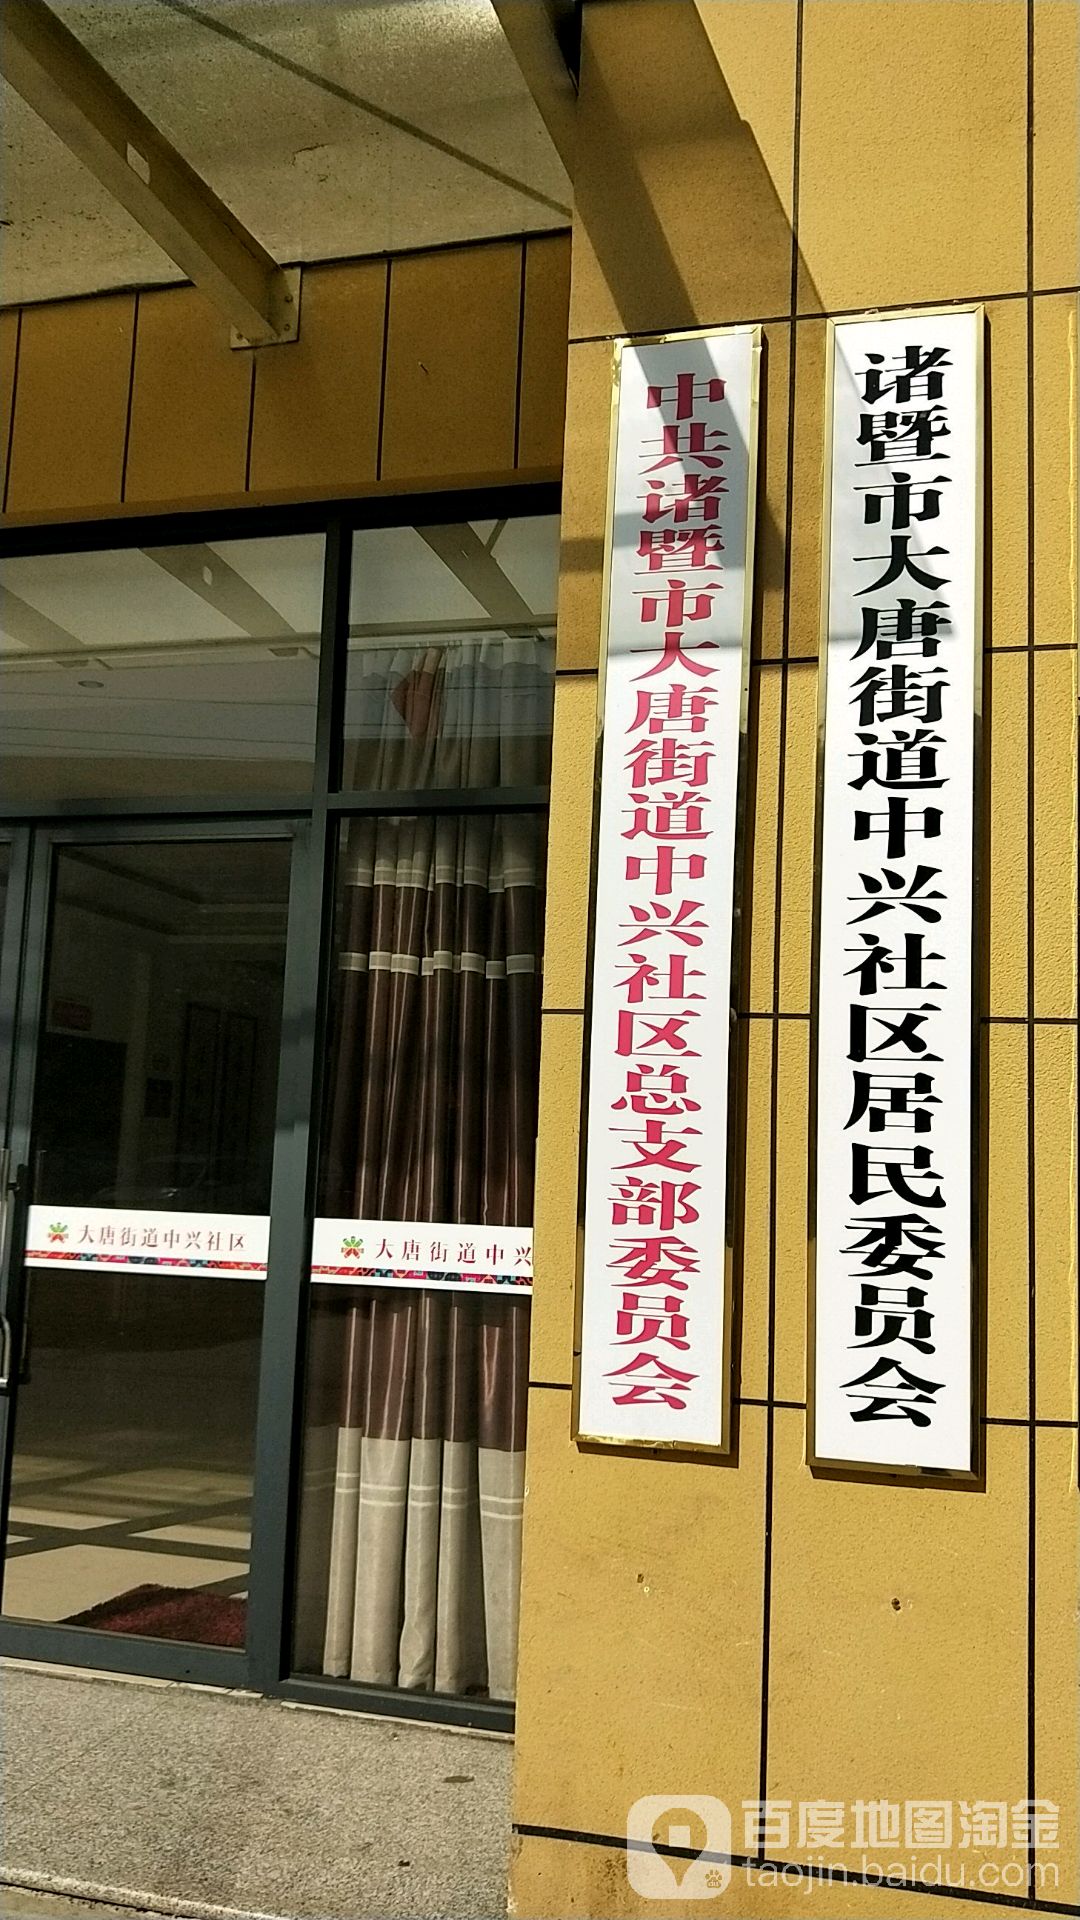 诸暨市大唐街道中兴社区居民委员会
中共诸暨市大唐街道中兴社区总支部委员会
大唐街道中兴社区
大唐街道中兴
百度地图淘金
taojin.baidu.com